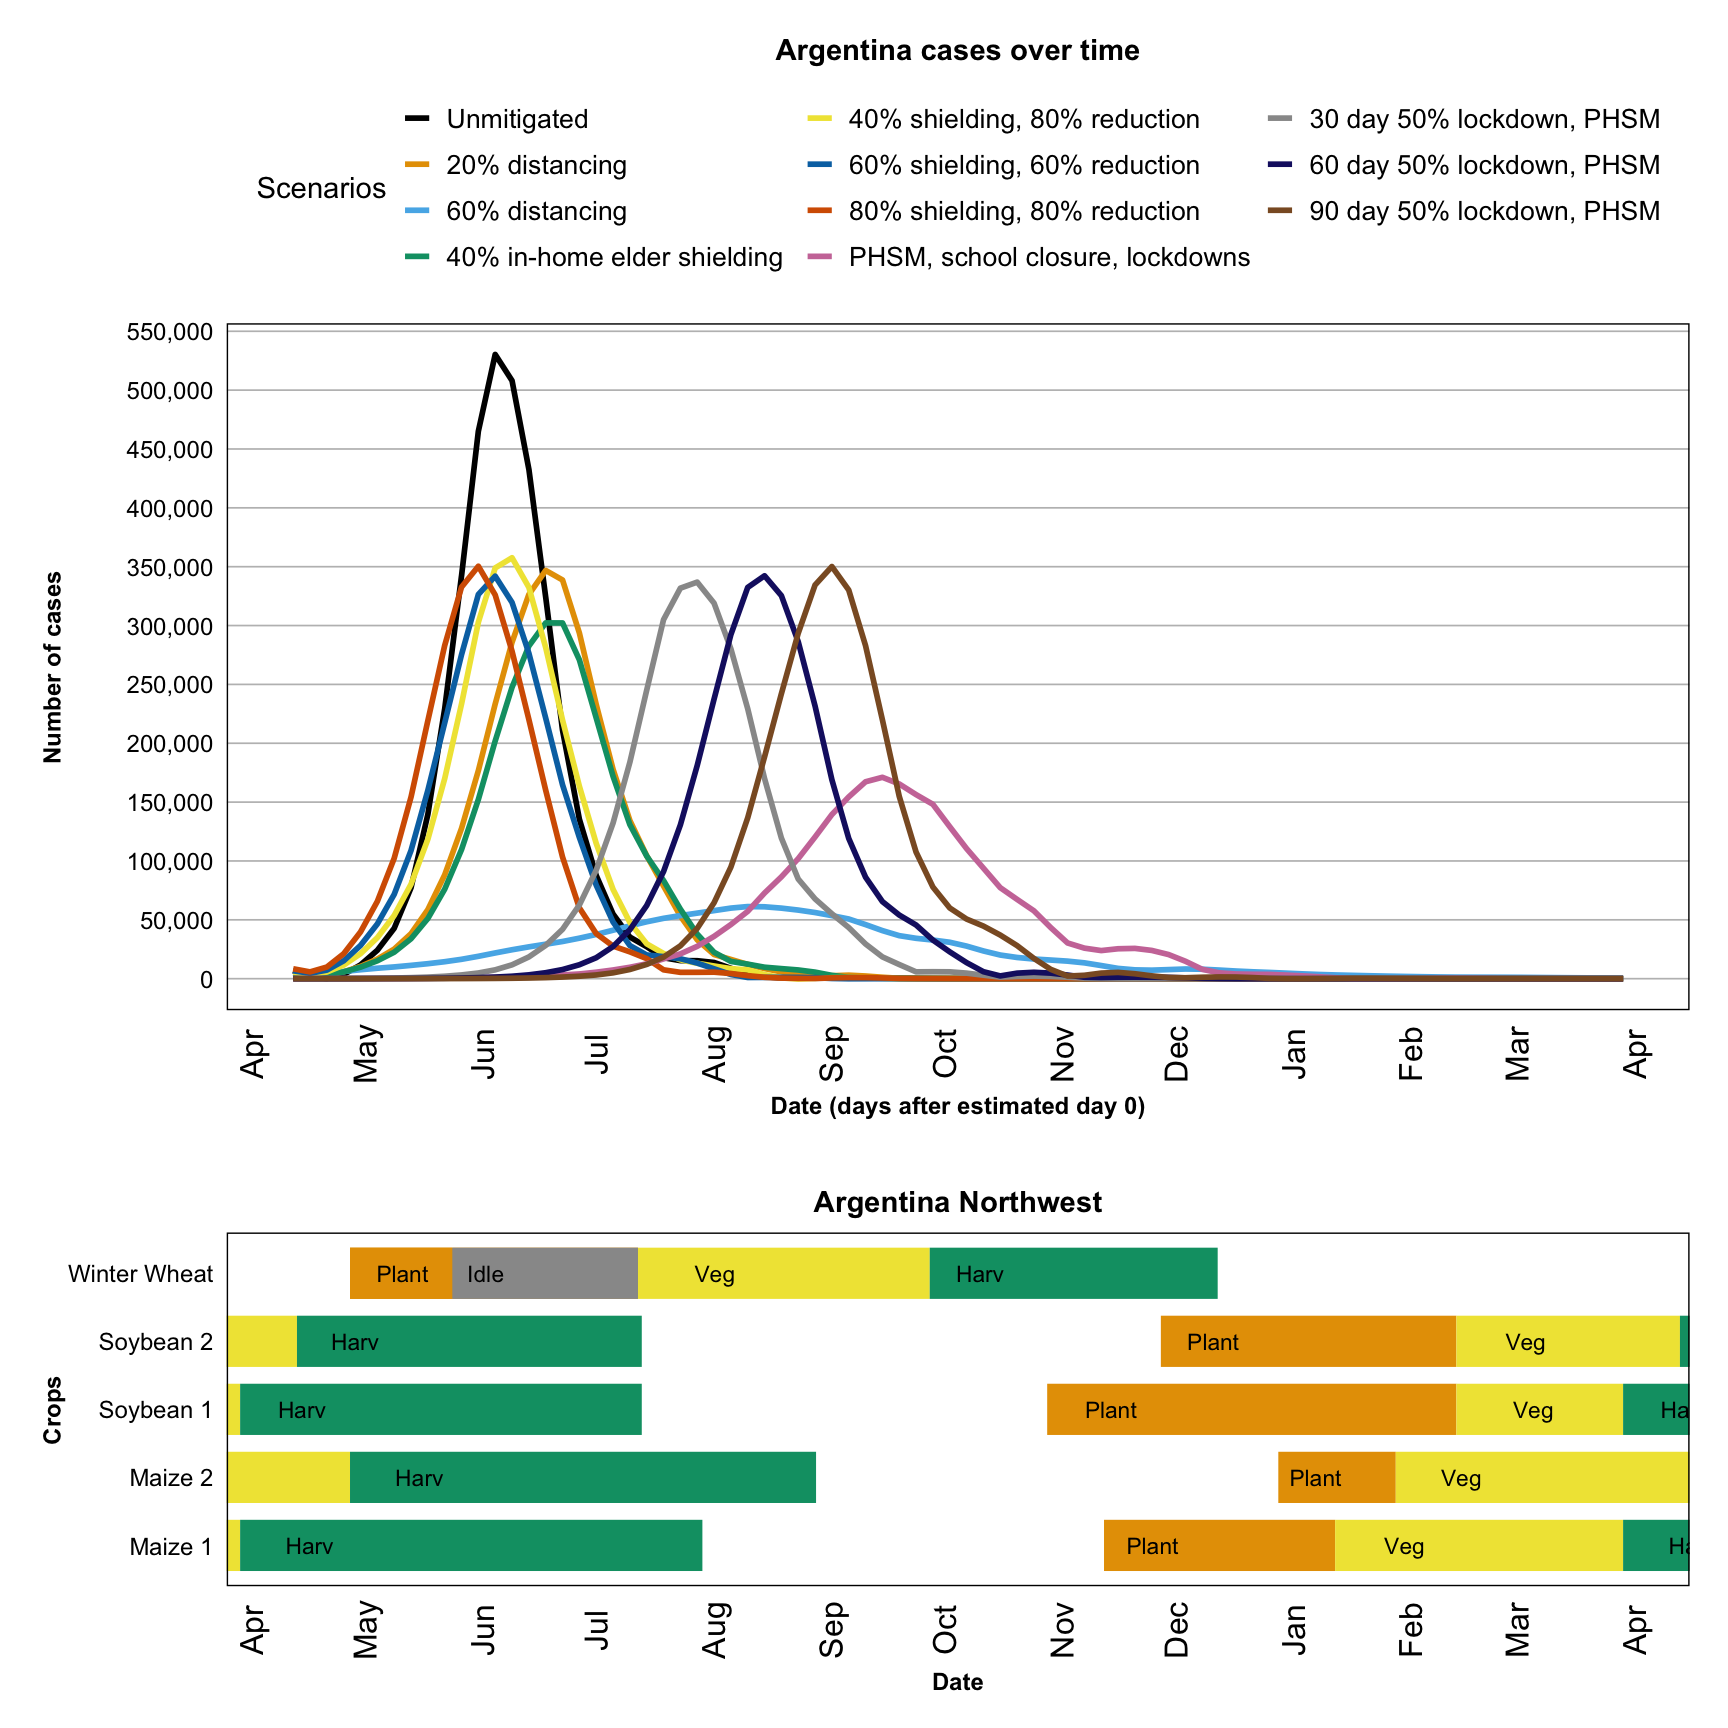 Argentina cases over time
Scenarios
Unmitigated
20% distancing
60% distancing
40% in-home elder shielding
40% shielding, 80% reduction
60% shielding, 60% reduction
80% shielding, 80% reduction
PHSM, school closure, lockdowns
30 day 50% lockdown, PHSM
60 day 50% lockdown, PHSM
90 day 50% lockdown, PHSM
Number of cases
550,000
500,000
450,000
400,000
350,000
300,000
250,000
200,000
150,000
100,000
50,000
0
Apr May Jun Jul Aug Sep Oct Nov Dec Jan Feb Mar Apr
Date (days after estimated day 0)
Argentina Northwest
Crops
Winter Wheat Plant Idle Veg Harv
Soybean 2 Harv Plant Veg
Soybean 1 Harv Plant Veg Ha
Maize 2 Harv Plant Veg
Maize 1 Harv Plant Veg Ha
Apr May Jun Jul Aug Sep Oct Nov Dec Jan Feb Mar Apr
Date